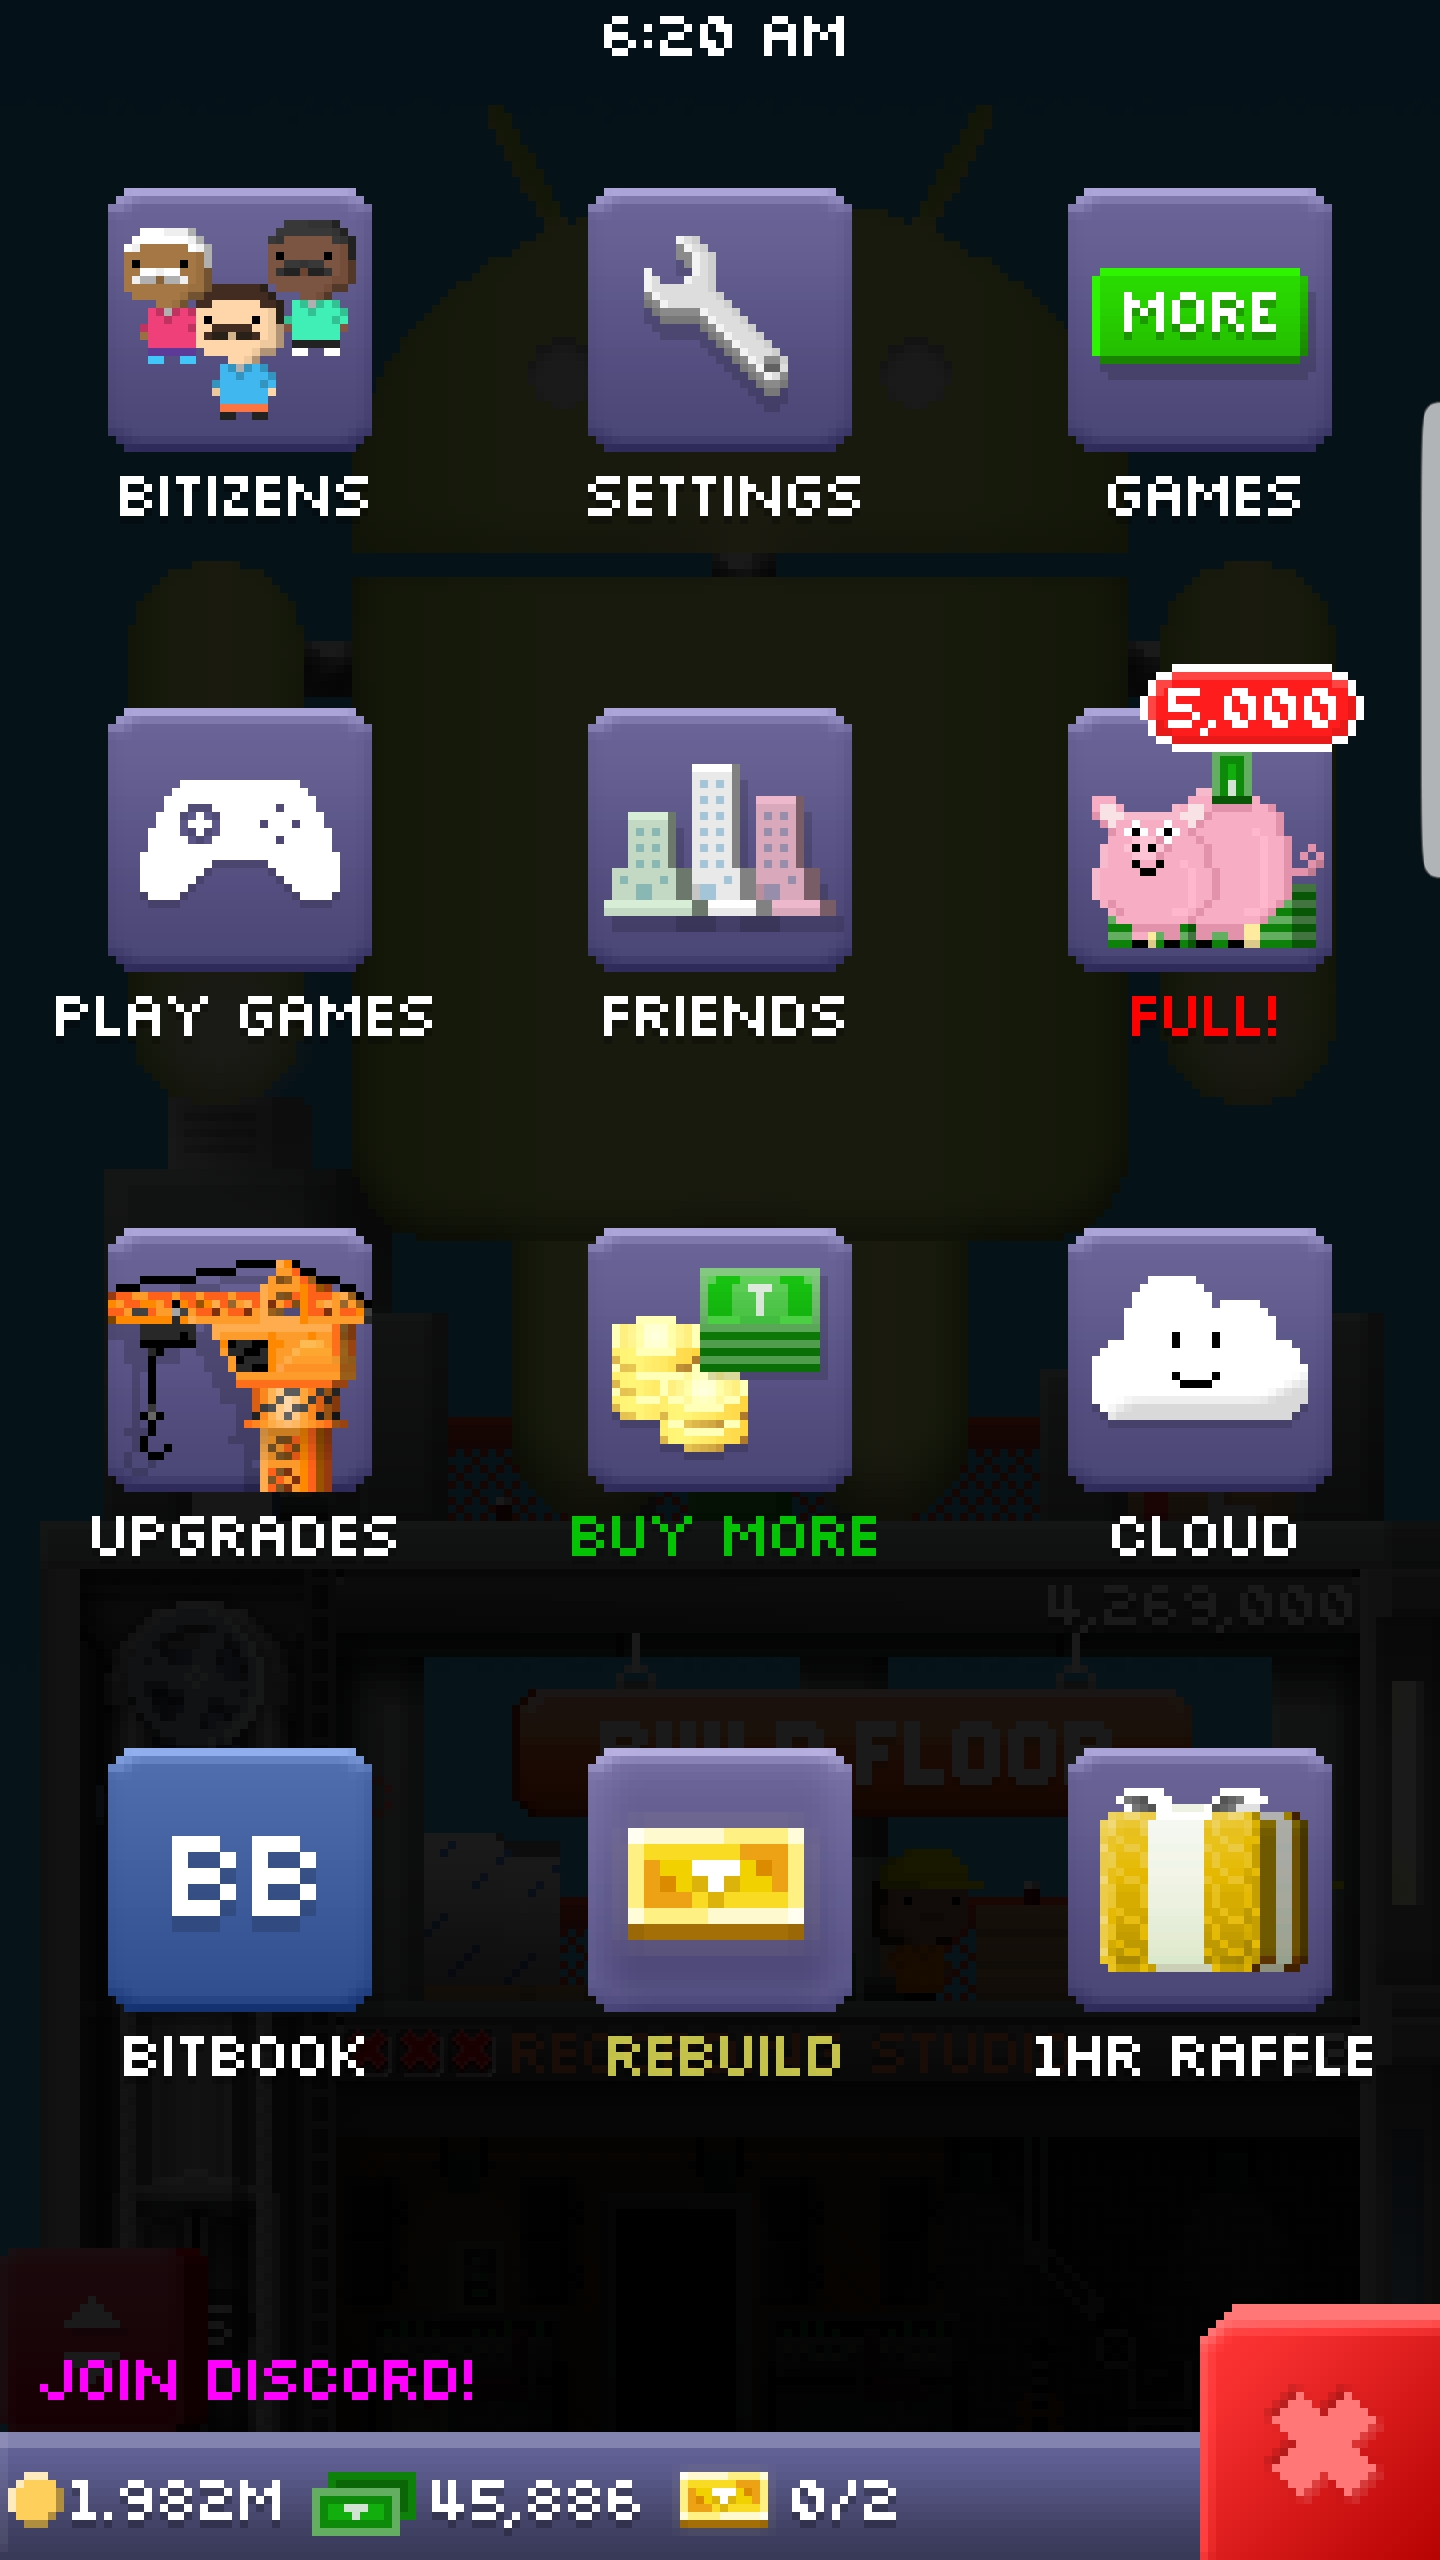 6:20 AM
MORE
BITIZENS
SETTINGS
GAMES
5,000
PLAY GAMES
FRIENDS
FULL!
T
UPGRADES
BUY MORE
CLOUD
4,269,000
BUILD FLOOR
BB
BITBOOK
REBUILD
1HR RAFFLE
JOIN DISCORD!
1.982M
45,886
0/2